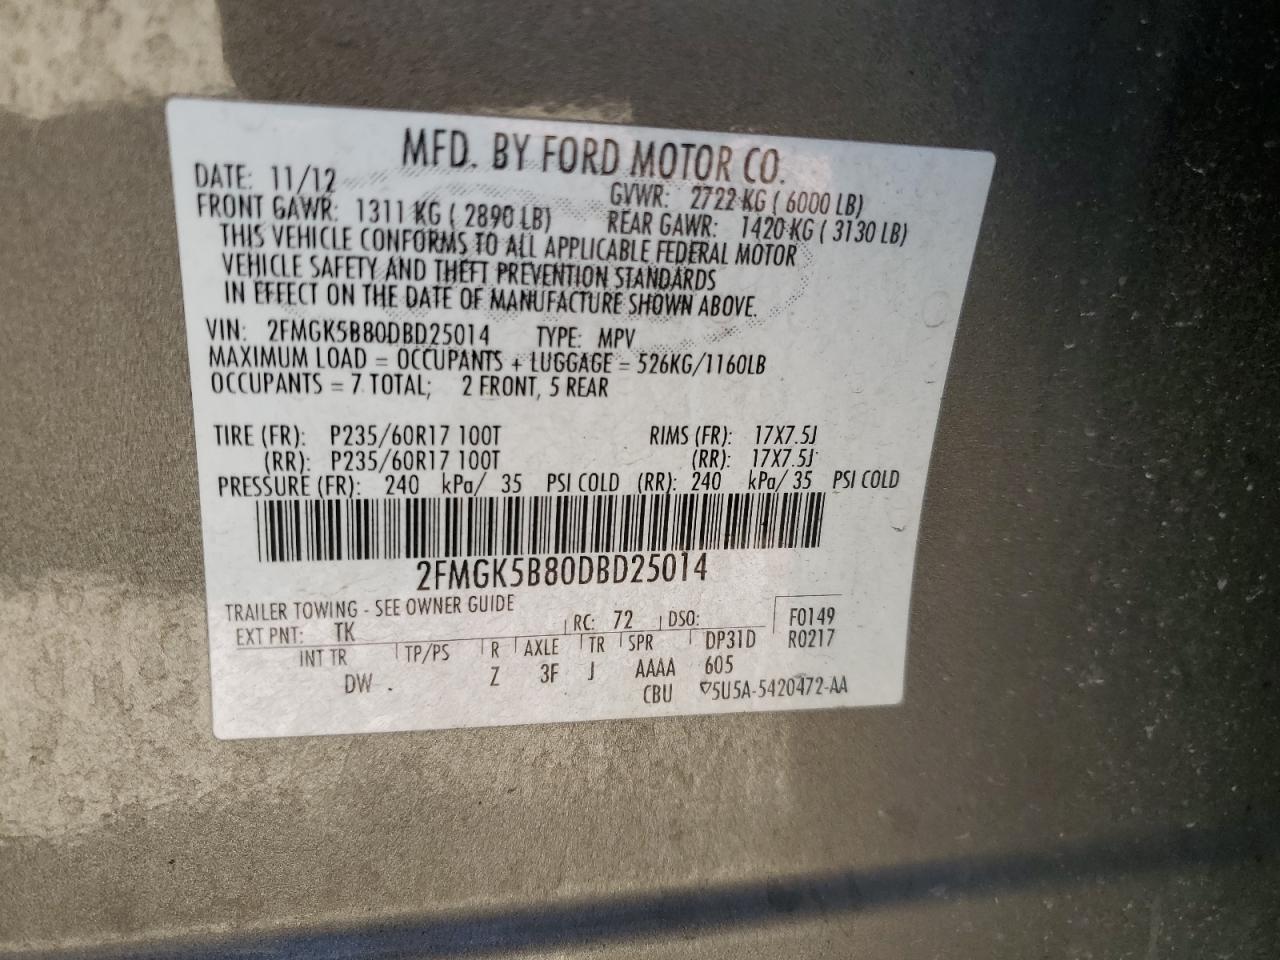 MFD. BY FORD MOTOR CO.
DATE: 11/12 GVWR: 2722 KG ( 6000 LB)
FRONT GAWR: 1311 KG ( 2890 LB) REAR GAWR: 1420 KG ( 3130 LB)
THIS VEHICLE CONFORMS TO ALL APPLICABLE FEDERAL MOTOR
VEHICLE SAFETY AND THEFT PREVENTION STANDARDS
IN EFFECT ON THE DATE OF MANUFACTURE SHOWN ABOVE.
VIN: 2FMGK5B80DBD25014 TYPE: MPV
MAXIMUM LOAD = OCCUPANTS + LUGGAGE = 526KG/1160LB
OCCUPANTS = 7 TOTAL; 2 FRONT, 5 REAR
TIRE (FR): P235/60R17 100T RIMS (FR): 17X7.5J
(RR): P235/60R17 100T (RR): 17X7.5J
PRESSURE (FR): 240 kPa/ 35 PSI COLD (RR): 240 kPa/ 35 PSI COLD
2FMGK5B80DBD25014
TRAILER TOWING - SEE OWNER GUIDE
EXT PNT: TK RC: 72 DSO: F0149
INT TR TP/PS R AXLE TR SPR DP31D R0217
DW Z 3F J AAAA 605
CBU 5U5A-5420472-AA